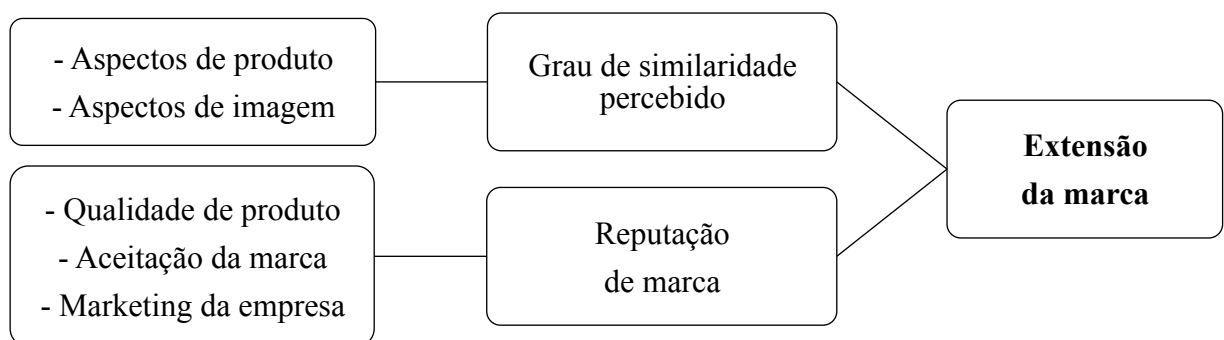 - Aspectos de produto
- Aspectos de imagem
Grau de similaridade
percebido
- Qualidade de produto
- Aceitação da marca
- Marketing da empresa
Reputação
de marca
Extensão
da marca